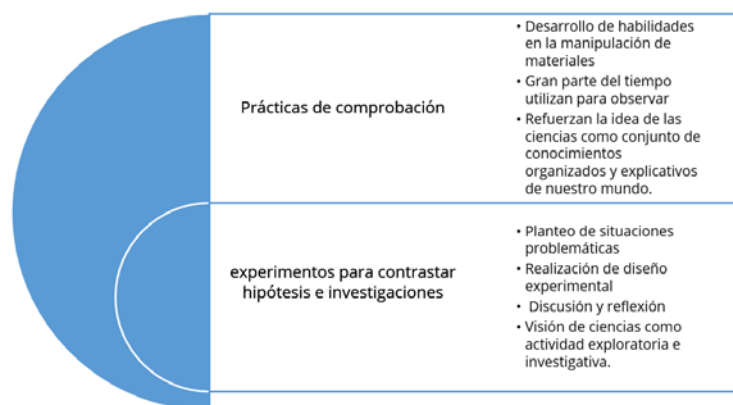 Prácticas de comprobación
• Desarrollo de habilidades
en la manipulación de
materiales
• Gran parte del tiempo
utilizan para observar
• Refuerzan la idea de las
ciencias como conjunto de
conocimientos
organizados y explicativos
de nuestro mundo.
experimentos para contrastar
hipótesis e investigaciones
• Planteo de situaciones
problemáticas
• Realización de diseño
experimental
• Discusión y reflexión
• Visión de ciencias como
actividad exploratoria e
investigativa.